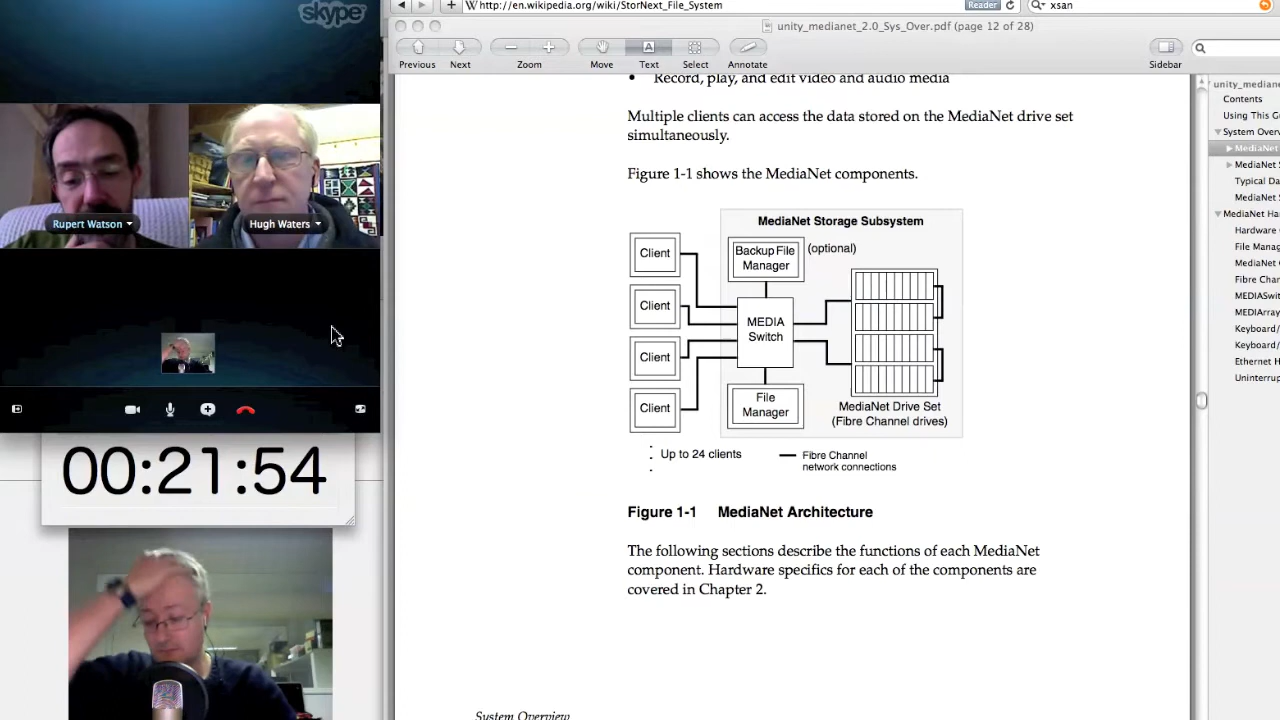 skype
http://en.wikipedia.org/wiki/StorNext_File_System
Reader
xsan
unity_medianet_2.0_Sys_Over.pdf (page 12 of 28)
Previous
Next
Zoom
Move
Text
Select
Annotate
Sidebar
Rupert Watson
Hugh Waters
00:21:54
• Record, play, and edit video and audio media
Multiple clients can access the data stored on the MediaNet drive set
simultaneously.
Figure 1-1 shows the MediaNet components.
MediaNet Storage Subsystem
Client
Client
Client
Client
Backup File
Manager
(optional)
MEDIA
Switch
File
Manager
MediaNet Drive Set
(Fibre Channel drives)
Up to 24 clients
Fibre Channel
network connections
Figure 1-1 MediaNet Architecture
The following sections describe the functions of each MediaNet
component. Hardware specifics for each of the components are
covered in Chapter 2.
System Overview
Contents
System Over
MediaNet
MediaNet
Typical Da
MediaNet
MediaNet Ha
Hardware
File Manag
MediaNet
Fibre Chan
MEDIASwit
MEDIArray
Keyboard/
Keyboard/
Ethernet H
Uninterrup